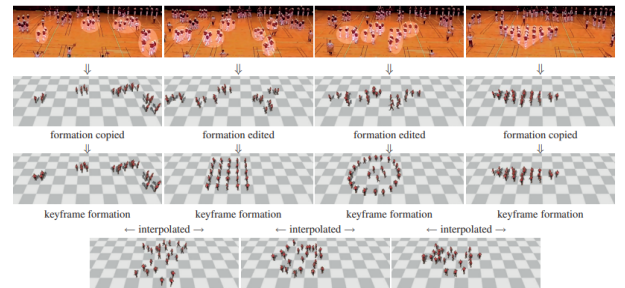 ⇓ ⇓ ⇓ ⇓
formation copied formation edited formation edited formation copied
⇓ ⇓ ⇓ ⇓
keyframe formation keyframe formation keyframe formation keyframe formation
← interpolated → ← interpolated → ← interpolated →